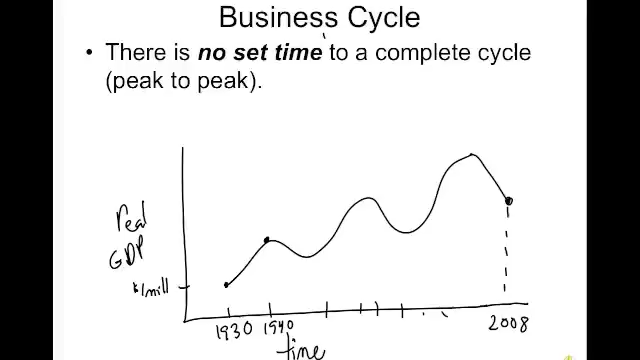 Business Cycle
• There is no set time to a complete cycle
(peak to peak).
real
GDP
$1mill
1930 1940
2008
time